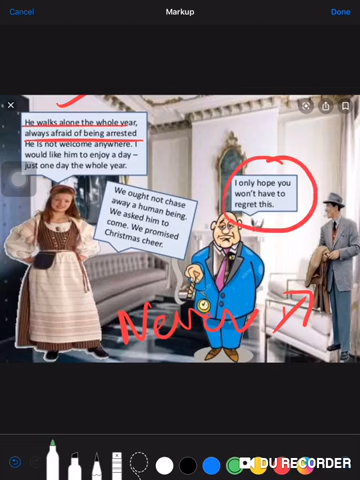 Cancel
Markup
Done
He walks alone the whole year,
always afraid of being arrested
He is not welcome anywhere. I
would like him to enjoy a day –
just one day the whole year.
We ought not chase
away a human being.
We asked him to
come. We promised
Christmas cheer.
I only hope you
won't have to
regret this.
Never
DU RECORDER